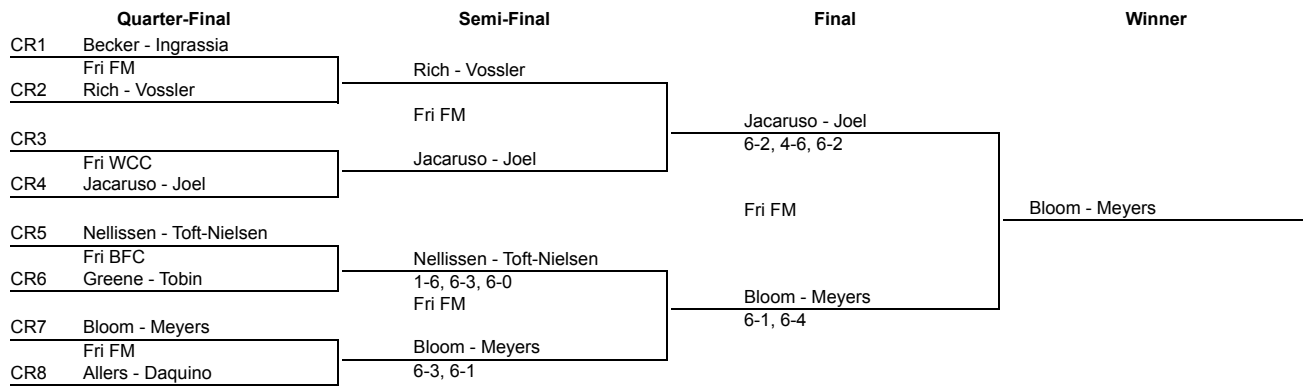 Quarter-Final Semi-Final Final Winner
CR1 Becker - Ingrassia
Fri FM
CR2 Rich - Vossler
Rich - Vossler
Fri FM
CR3
Fri WCC
CR4 Jacaruso - Joel
Jacaruso - Joel
Jacaruso - Joel
6-2, 4-6, 6-2
Fri FM
Bloom - Meyers
CR5 Nellissen - Toft-Nielsen
Fri BFC
CR6 Greene - Tobin
Nellissen - Toft-Nielsen
1-6, 6-3, 6-0
Fri FM
Bloom - Meyers
6-1, 6-4
CR7 Bloom - Meyers
Fri FM
CR8 Allers - Daquino
Bloom - Meyers
6-3, 6-1